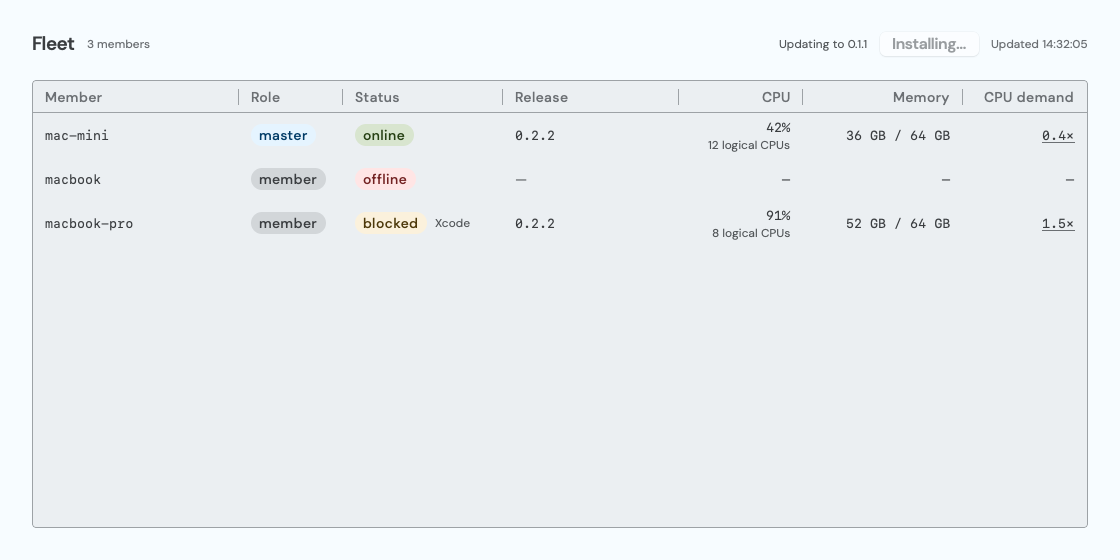 Fleet 3 members Updating to 0.1.1 Installing... Updated 14:32:05
Member Role Status Release CPU Memory CPU demand
mac-mini master online 0.2.2 42% 36 GB / 64 GB 0.4×
12 logical CPUs
macbook member offline — — — —
macbook-pro member blocked Xcode 0.2.2 91% 52 GB / 64 GB 1.5×
8 logical CPUs